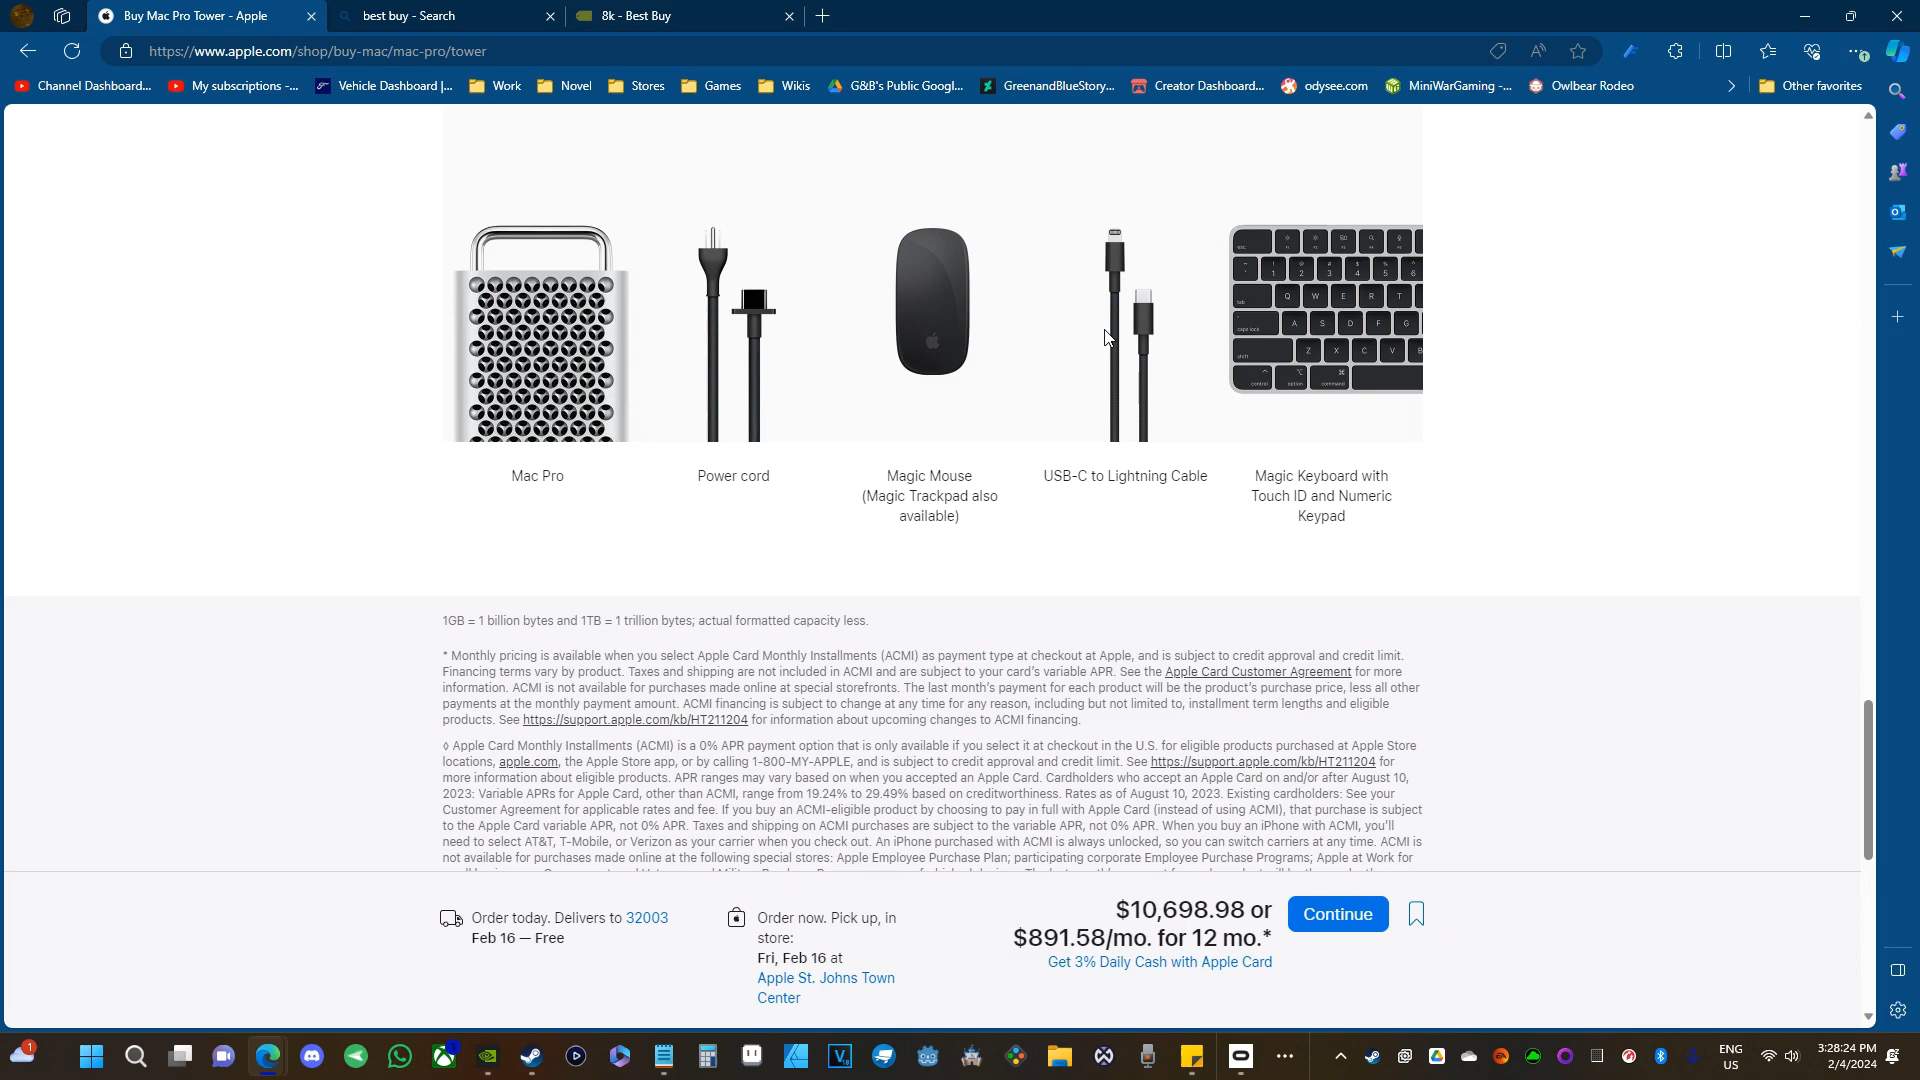 Buy Mac Pro Tower - Apple
best buy - Search
8k - Best Buy
https://www.apple.com/shop/buy-mac/mac-pro/tower
Channel Dashboard...
My subscriptions -...
Vehicle Dashboard |...
Work
Novel
Stores
Games
Wikis
G&B's Public Googl...
GreenandBlueStory...
Creator Dashboard...
odysee.com
MiniWarGaming -...
Owlbear Rodeo
Other favorites
Mac Pro
Power cord
Magic Mouse
(Magic Trackpad also
available)
USB-C to Lightning Cable
Magic Keyboard with
Touch ID and Numeric
Keypad
1GB = 1 billion bytes and 1TB = 1 trillion bytes; actual formatted capacity less.
* Monthly pricing is available when you select Apple Card Monthly Installments (ACMI) as payment type at checkout at Apple, and is subject to credit approval and credit limit.
Financing terms vary by product. Taxes and shipping are not included in ACMI and are subject to your card's variable APR. See the Apple Card Customer Agreement for more
information. ACMI is not available for purchases made online at special storefronts. The last month's payment for each product will be the product's purchase price, less all other
payments at the monthly payment amount. ACMI financing is subject to change at any time for any reason, including but not limited to, installment term lengths and eligible
products. See https://support.apple.com/kb/HT211204 for information about upcoming changes to ACMI financing.
◊ Apple Card Monthly Installments (ACMI) is a 0% APR payment option that is only available if you select it at checkout in the U.S. for eligible products purchased at Apple Store
locations, apple.com, the Apple Store app, or by calling 1-800-MY-APPLE, and is subject to credit approval and credit limit. See https://support.apple.com/kb/HT211204 for
more information about eligible products. APR ranges may vary based on when you accepted an Apple Card. Cardholders who accept an Apple Card on and/or after August 10,
2023: Variable APRs for Apple Card, other than ACMI, range from 19.24% to 29.49% based on creditworthiness. Rates as of August 10, 2023. Existing cardholders: See your
Customer Agreement for applicable rates and fee. If you buy an ACMI-eligible product by choosing to pay in full with Apple Card (instead of using ACMI), that purchase is subject
to the Apple Card variable APR, not 0% APR. Taxes and shipping on ACMI purchases are subject to the variable APR, not 0% APR. When you buy an iPhone with ACMI, you'll
need to select AT&T, T-Mobile, or Verizon as your carrier when you check out. An iPhone purchased with ACMI is always unlocked, so you can switch carriers at any time. ACMI is
not available for purchases made online at the following special stores: Apple Employee Purchase Plan; participating corporate Employee Purchase Programs; Apple at Work for
Order today. Delivers to 32003
Feb 16 — Free
Order now. Pick up, in
store:
Fri, Feb 16 at
Apple St. Johns Town
Center
$10,698.98 or
$891.58/mo. for 12 mo.*
Get 3% Daily Cash with Apple Card
Continue
ENG
US
3:28:24 PM
2/4/2024